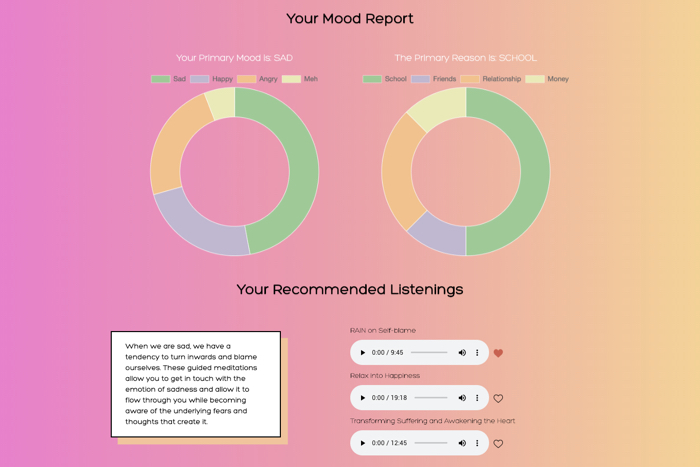 Your Mood Report
Your Primary Mood Is: SAD
The Primary Reason Is: SCHOOL
Sad Happy Angry Meh
School Friends Relationship Money
Your Recommended Listenings
When we are sad, we have a
tendency to turn inwards and blame
ourselves. These guided meditations
allow you to get in touch with the
emotion of sadness and allow it to
flow through you while becoming
aware of the underlying fears and
thoughts that create it.
RAIN on Self-blame
0:00 / 9:45
Relax into Happiness
0:00 / 19:18
Transforming Suffering and Awakening the Heart
0:00 / 12:45